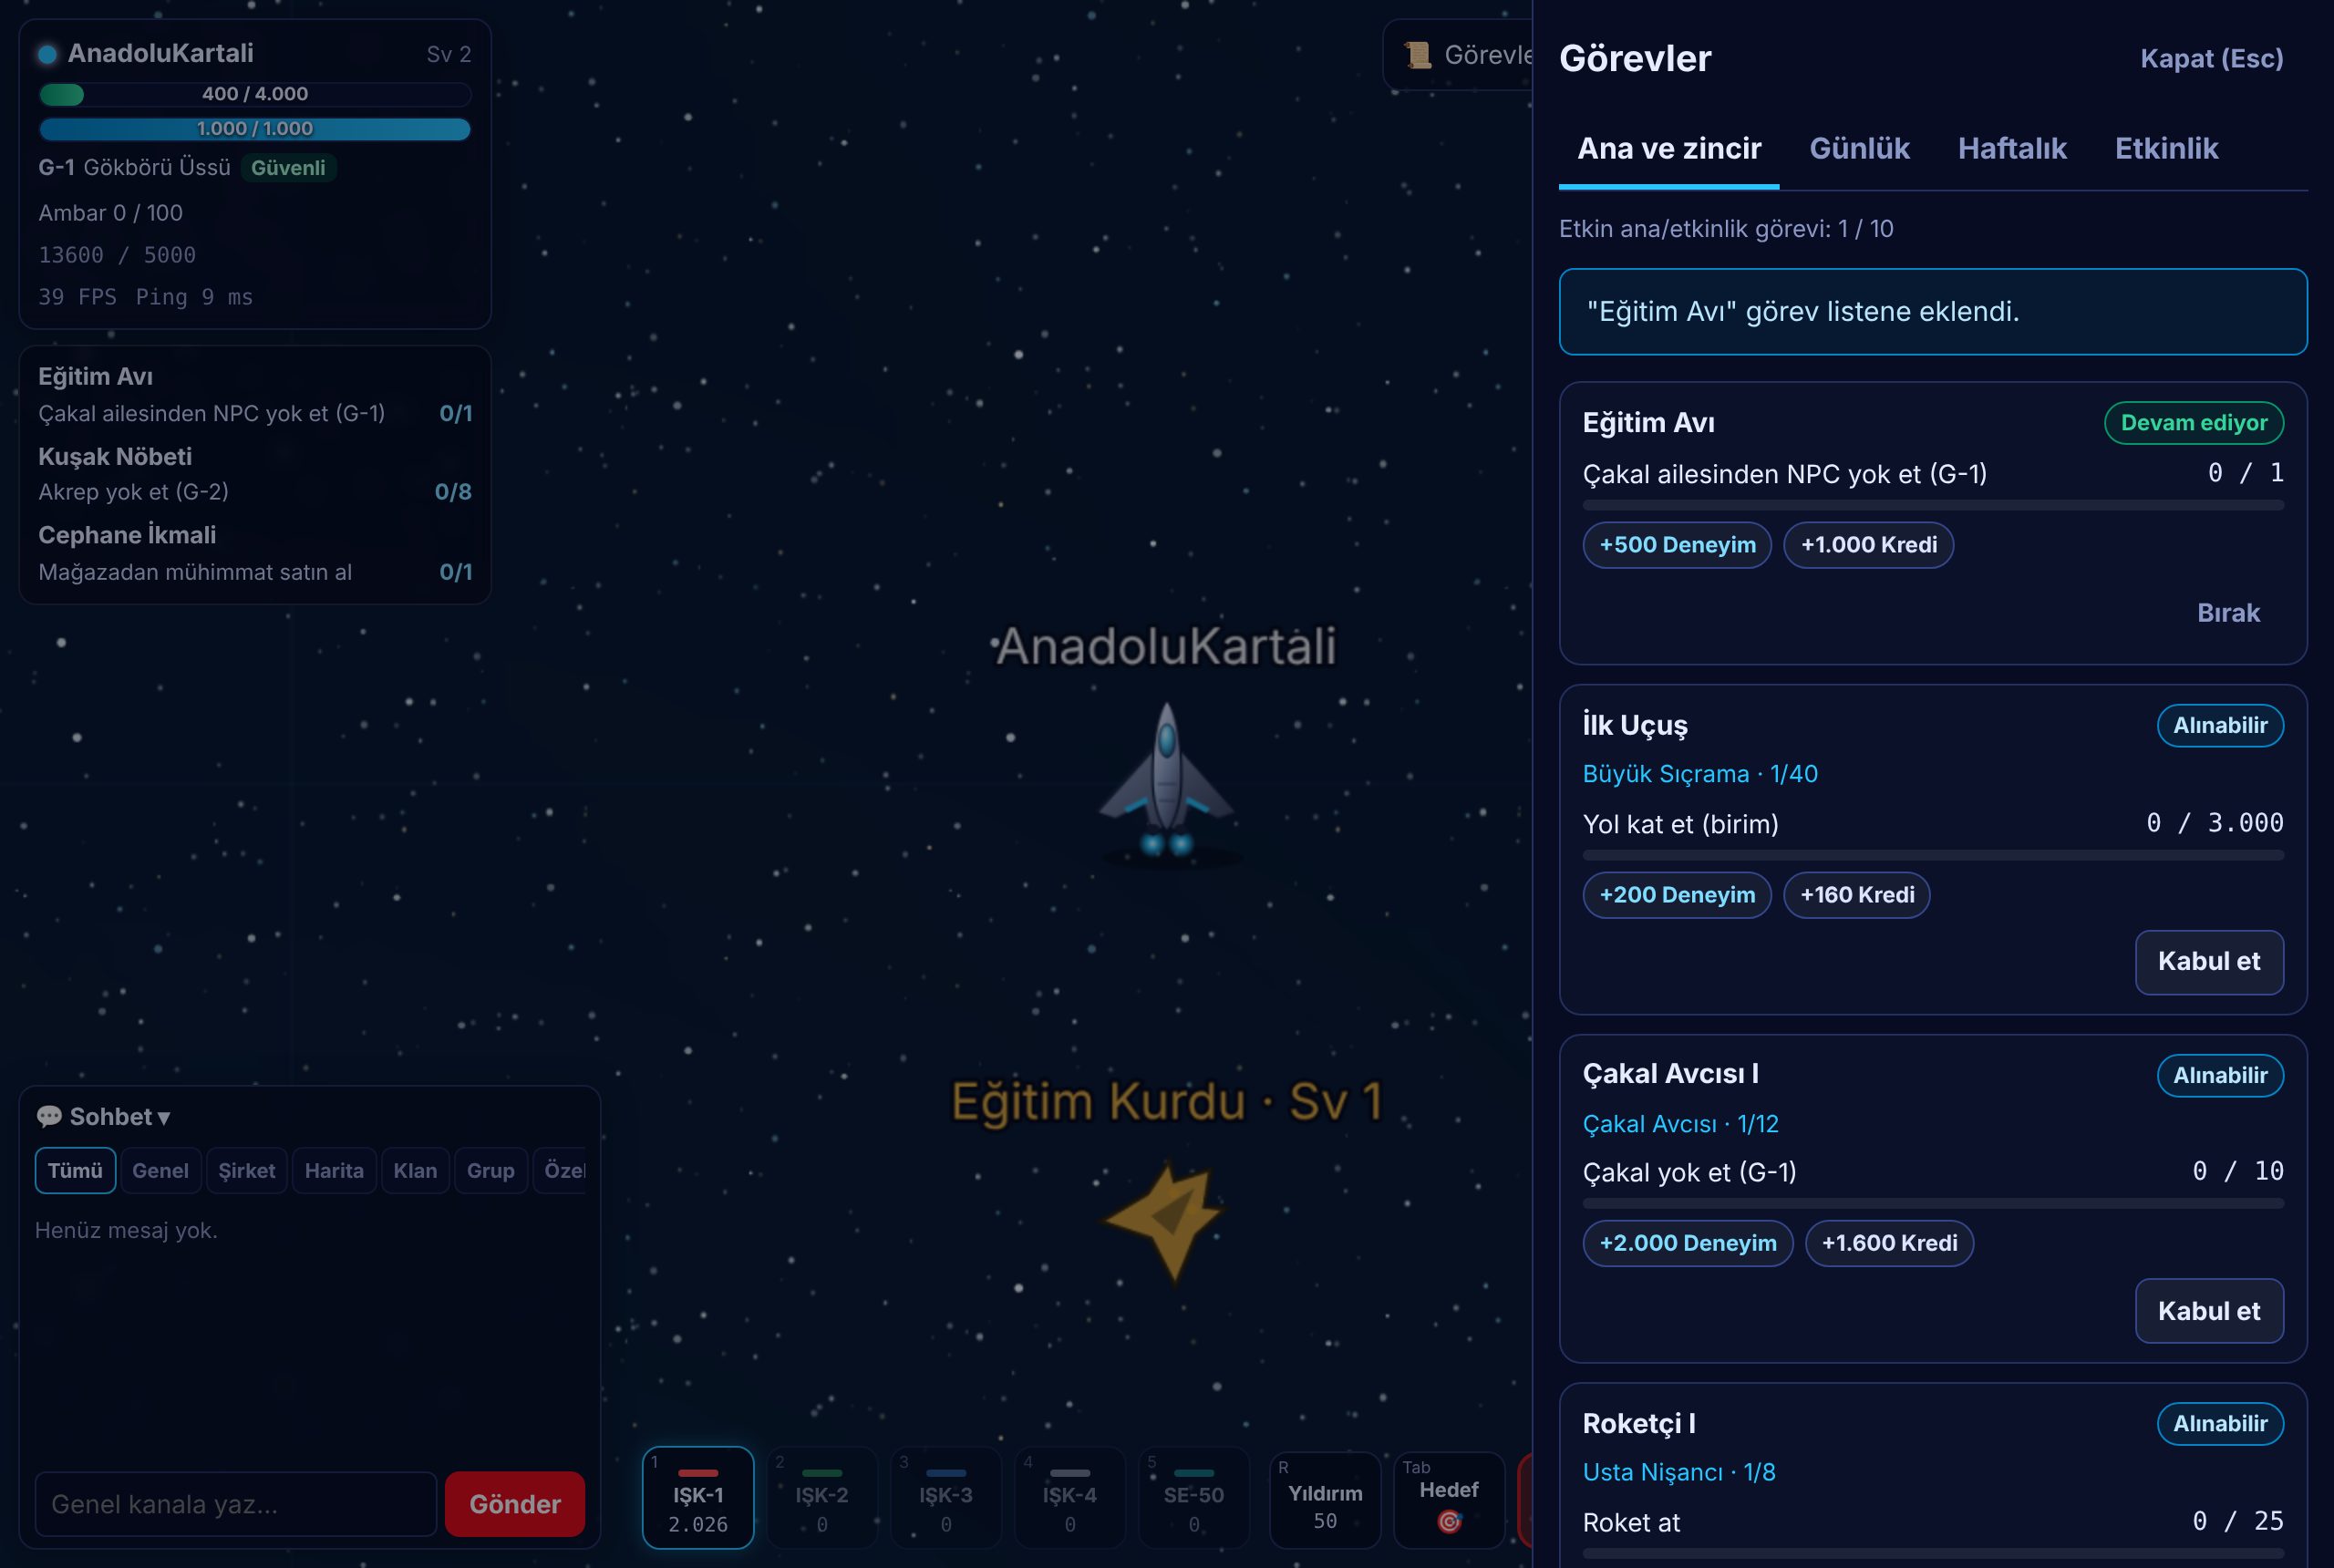 AnadoluKartali Sv 2
400 / 4.000
1.000 / 1.000
G-1 Gökbörü Üssü Güvenli
Ambar 0 / 100
13600 / 5000
39 FPS Ping 9 ms
Eğitim Avı
Çakal ailesinden NPC yok et (G-1) 0/1
Kuşak Nöbeti
Akrep yok et (G-2) 0/8
Cephane İkmali
Mağazadan mühimmat satın al 0/1
AnadoluKartali
Eğitim Kurdu · Sv 1
💬 Sohbet ▾
Tümü Genel Şirket Harita Klan Grup Özel
Henüz mesaj yok.
Genel kanala yaz... Gönder
1 IŞK-1 2.026
2 IŞK-2 0
3 IŞK-3 0
4 IŞK-4 0
5 SE-50 0
R Yıldırım 50
Tab Hedef
📜 Görevle
Görevler Kapat (Esc)
Ana ve zincir Günlük Haftalık Etkinlik
Etkin ana/etkinlik görevi: 1 / 10
"Eğitim Avı" görev listene eklendi.
Eğitim Avı Devam ediyor
Çakal ailesinden NPC yok et (G-1) 0 / 1
+500 Deneyim +1.000 Kredi
Bırak
İlk Uçuş Alınabilir
Büyük Sıçrama · 1/40
Yol kat et (birim) 0 / 3.000
+200 Deneyim +160 Kredi
Kabul et
Çakal Avcısı I Alınabilir
Çakal Avcısı · 1/12
Çakal yok et (G-1) 0 / 10
+2.000 Deneyim +1.600 Kredi
Kabul et
Roketçi I Alınabilir
Usta Nişancı · 1/8
Roket at 0 / 25